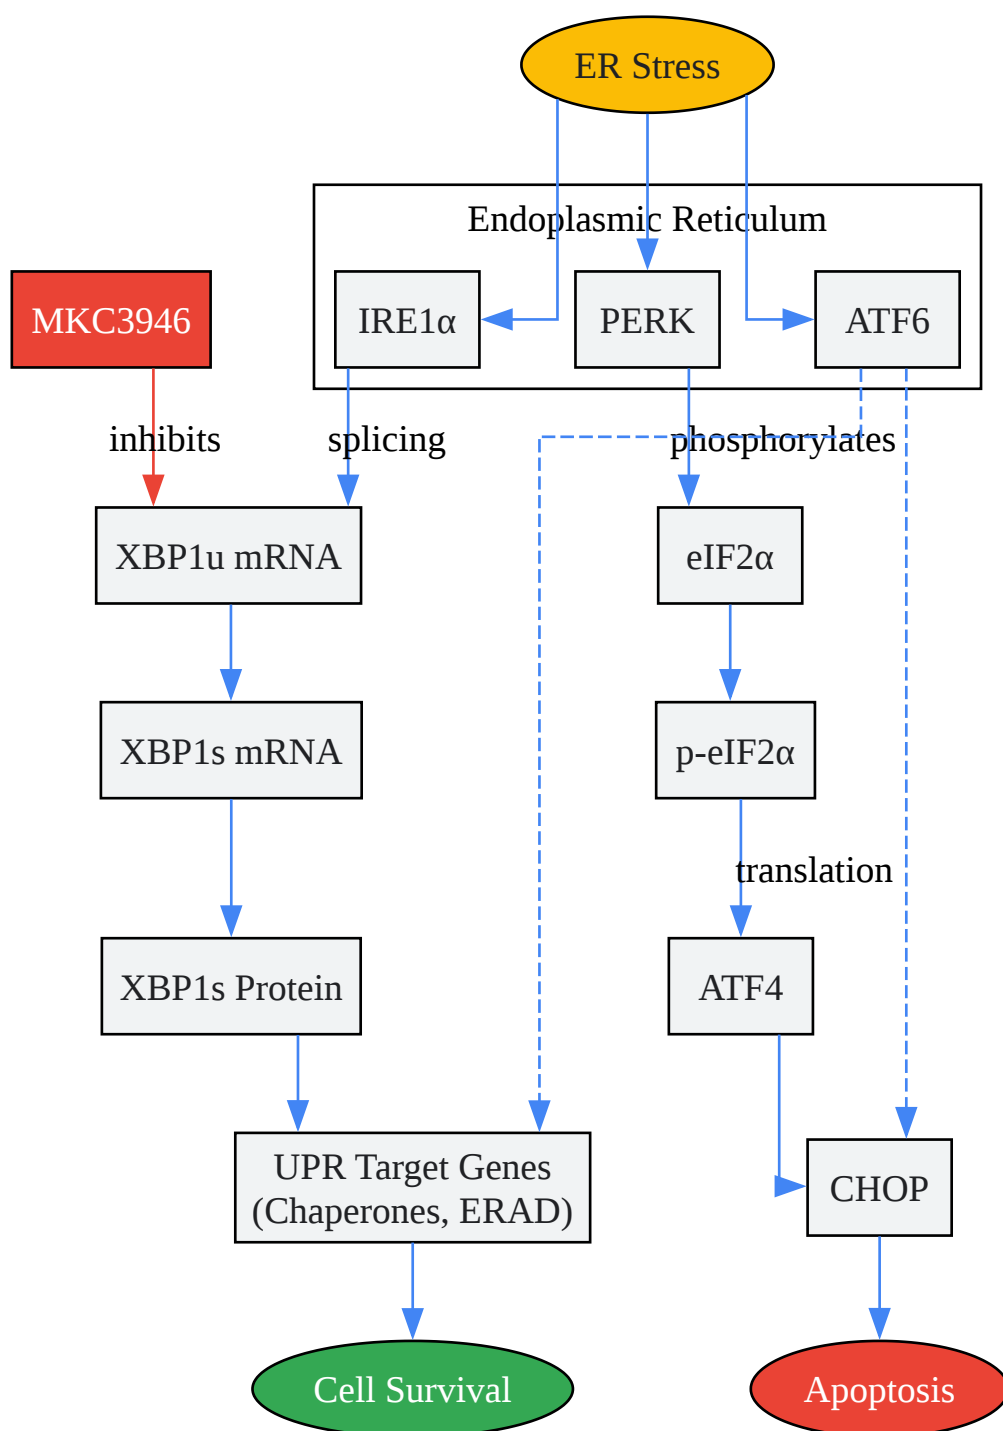 ER Stress
Endoplasmic Reticulum
MKC3946
IRE1α
PERK
ATF6
inhibits
splicing
phosphorylates
XBP1u mRNA
eIF2α
XBP1s mRNA
p-eIF2α
translation
XBP1s Protein
ATF4
UPR Target Genes
(Chaperones, ERAD)
CHOP
Cell Survival
Apoptosis